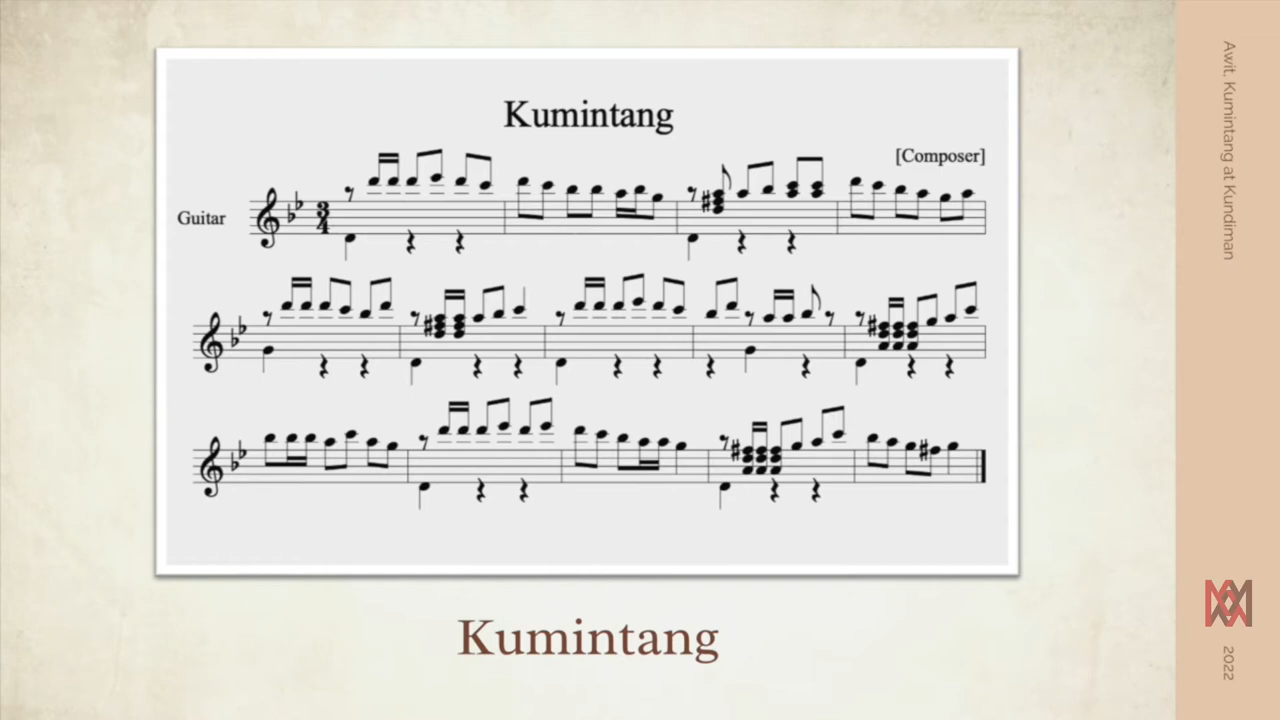 Kumintang
[Composer]
Guitar
3
4
Kumintang
Awit, Kumintang at Kundiman
2022